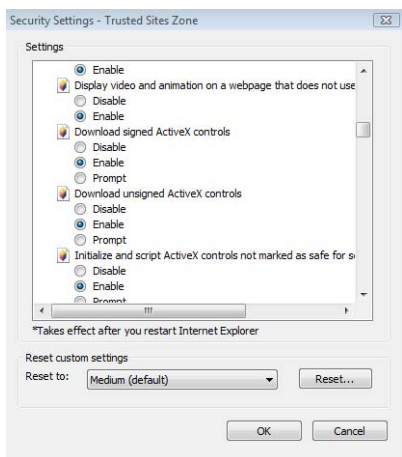 Security Settings - Trusted Sites Zone
Settings
Enable
Display video and animation on a webpage that does not use
Disable
Enable
Download signed ActiveX controls
Disable
Enable
Prompt
Download unsigned ActiveX controls
Disable
Enable
Prompt
Initialize and script ActiveX controls not marked as safe for
Disable
Enable
Prompt
*Takes effect after you restart Internet Explorer
Reset custom settings
Reset to: Medium (default) Reset...
OK Cancel